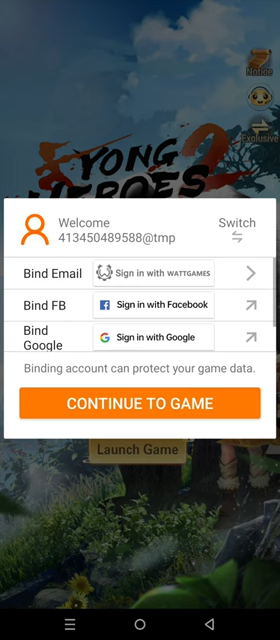 Notice
Exclusive
YONG
HEROES 2
Welcome
413450489588@tmp
Switch
Bind Email
Sign in with WATTGAMES
Bind FB
Sign in with Facebook
Bind
Google
Sign in with Google
Binding account can protect your game data.
CONTINUE TO GAME
Launch Game